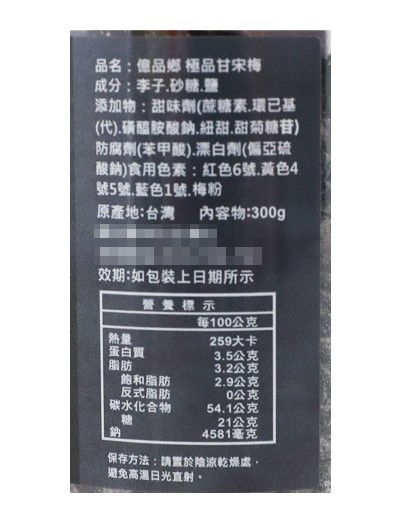 品名：億品鄉 極品甘宋梅
成分：李子.砂糖.鹽
添加物：甜味劑(蔗糖素.環已基
(代).磺醯胺酸鈉.紐甜.甜菊糖苷)
防腐劑(苯甲酸).漂白劑(偏亞硫
酸鈉)食用色素：紅色6號.黃色4
號5號.藍色1號.梅粉
原產地:台灣 內容物:300g
效期:如包裝上日期所示
營養標示
每100公克
熱量 259大卡
蛋白質 3.5公克
脂肪 3.2公克
飽和脂肪 2.9公克
反式脂肪 0公克
碳水化合物 54.1公克
糖 21公克
鈉 4581毫克
保存方法：請置於陰涼乾燥處，
避免高溫日光直射。